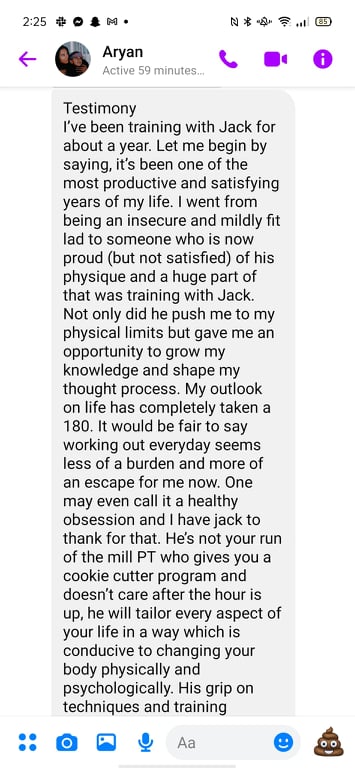 2:25
85
Aryan
Active 59 minutes...
Testimony
I've been training with Jack for
about a year. Let me begin by
saying, it's been one of the
most productive and satisfying
years of my life. I went from
being an insecure and mildly fit
lad to someone who is now
proud (but not satisfied) of his
physique and a huge part of
that was training with Jack.
Not only did he push me to my
physical limits but gave me an
opportunity to grow my
knowledge and shape my
thought process. My outlook
on life has completely taken a
180. It would be fair to say
working out everyday seems
less of a burden and more of
an escape for me now. One
may even call it a healthy
obsession and I have jack to
thank for that. He's not your run
of the mill PT who gives you a
cookie cutter program and
doesn't care after the hour is
up, he will tailor every aspect of
your life in a way which is
conducive to changing your
body physically and
psychologically. His grip on
techniques and training
Aa